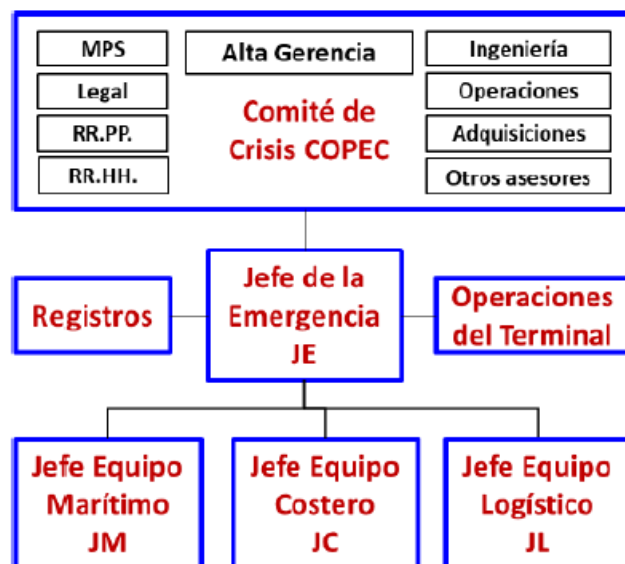 MPS
Legal
RR.PP.
RR.HH.
Alta Gerencia
Comité de
Crisis COPEC
Ingeniería
Operaciones
Adquisiciones
Otros asesores
Registros
Jefe de la
Emergencia
JE
Operaciones
del Terminal
Jefe Equipo
Marítimo
JM
Jefe Equipo
Costero
JC
Jefe Equipo
Logístico
JL